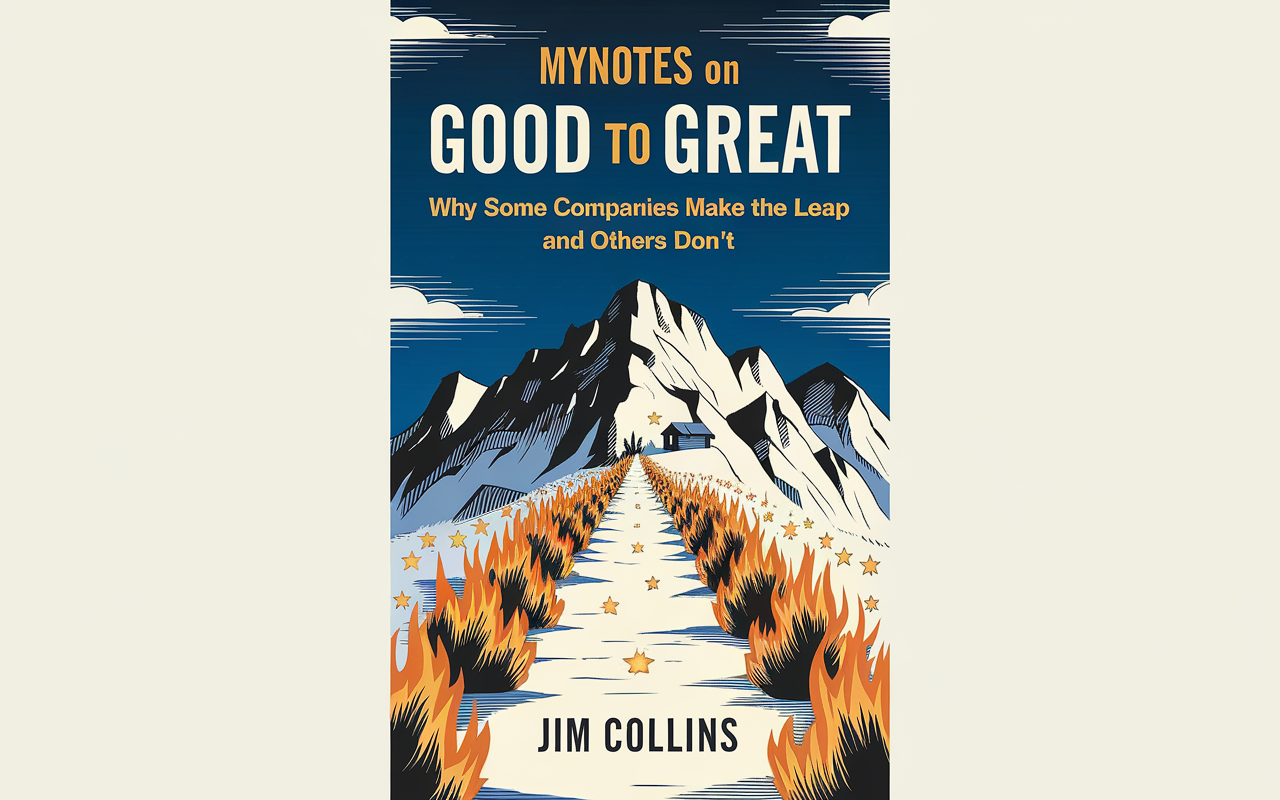 MYNOTES on
GOOD TO GREAT
Why Some Companies Make the Leap
and Others Don't
JIM COLLINS